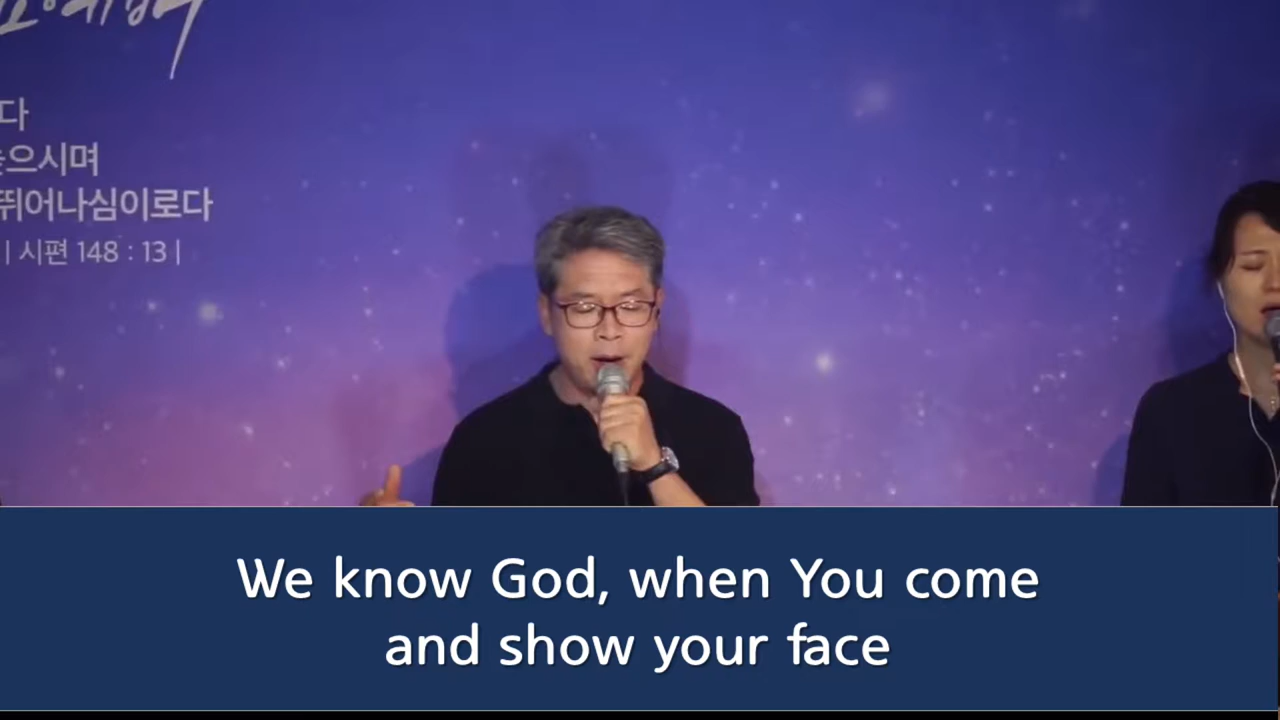 다
높으시며
뛰어나심이로다
| 시편 148 : 13 |
We know God, when You come
and show your face